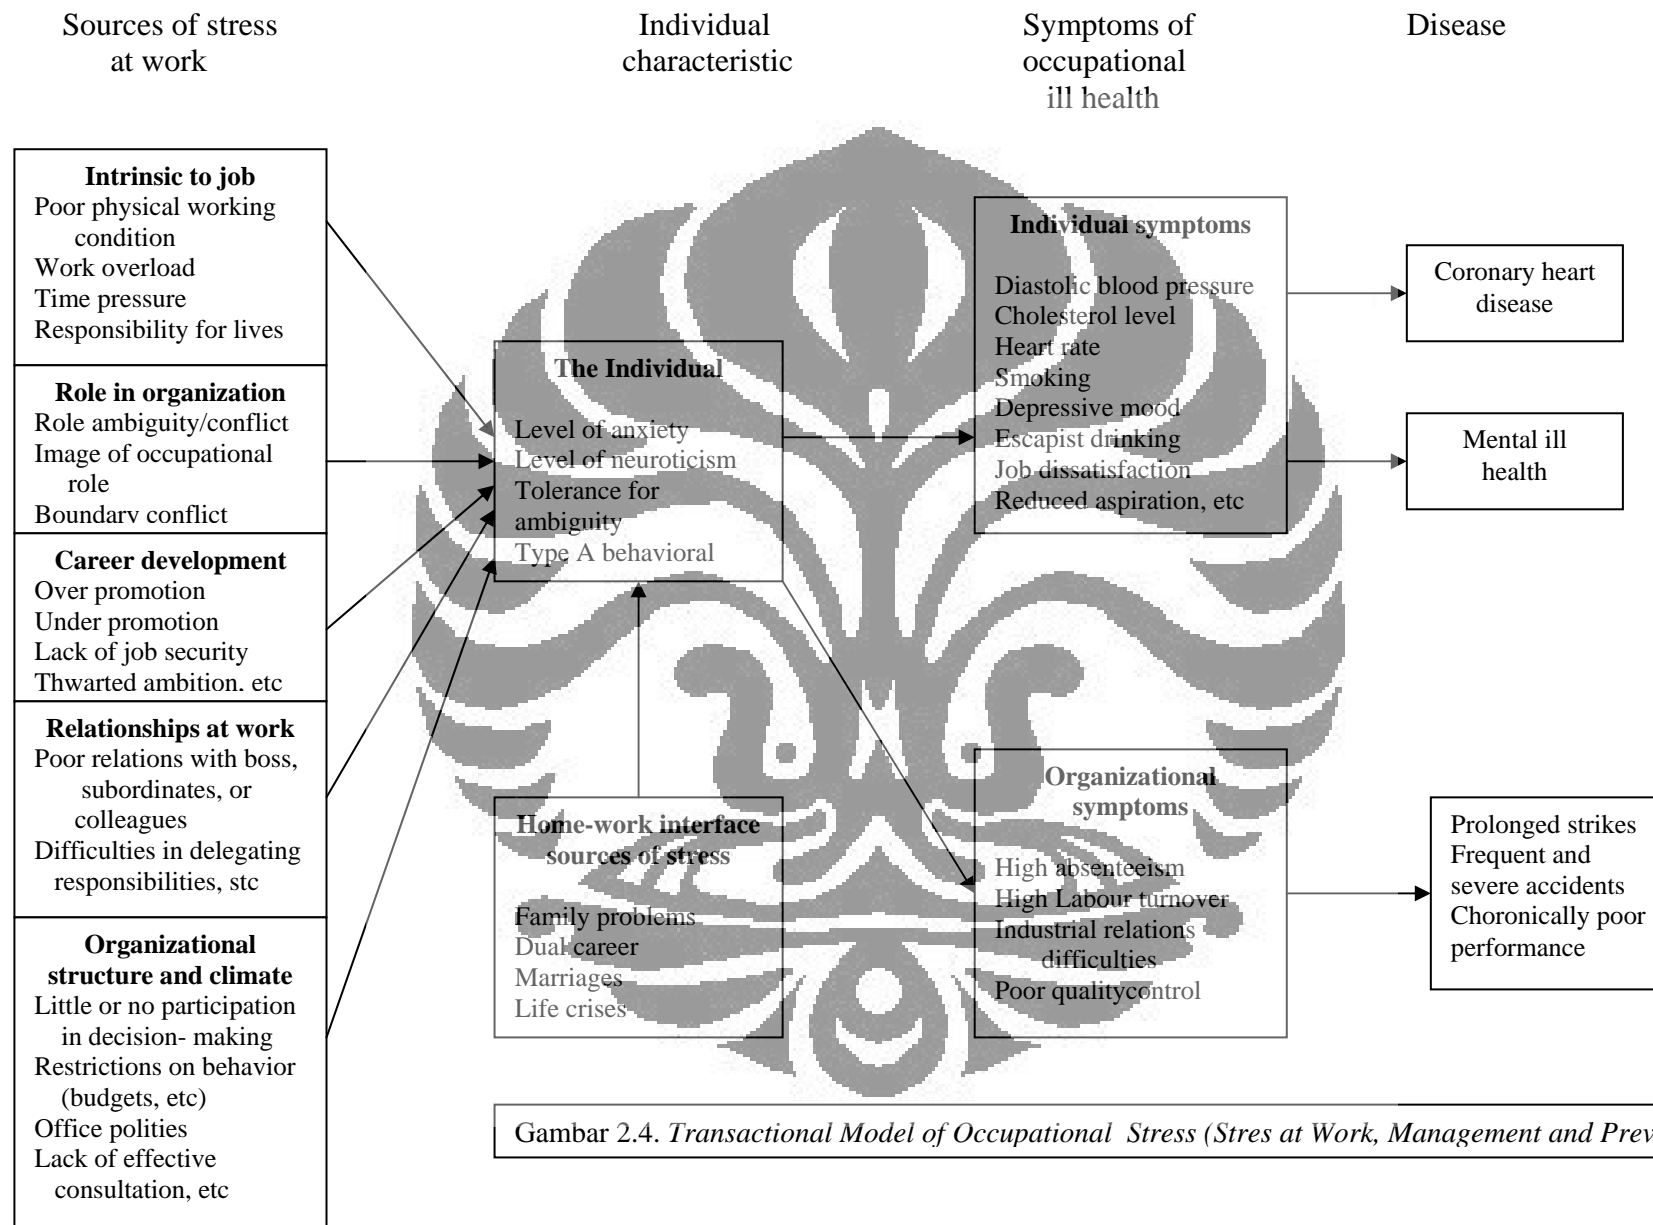 Sources of stress
at work
Individual
characteristic
Symptoms of
occupational
ill health
Disease
Intrinsic to job
Poor physical working
condition
Work overload
Time pressure
Responsibility for lives
Role in organization
Role ambiguity/conflict
Image of occupational
role
Boundary conflict
Career development
Over promotion
Under promotion
Lack of job security
Thwarted ambition, etc
Relationships at work
Poor relations with boss,
subordinates, or
colleagues
Difficulties in delegating
responsibilities, stc
Organizational
structure and climate
Little or no participation
in decision- making
Restrictions on behavior
(budgets, etc)
Office polities
Lack of effective
consultation, etc
The Individual
Level of anxiety
Level of neuroticism
Tolerance for
ambiguity
Type A behavioral
Home-work interface
sources of stress
Family problems
Dual career
Marriages
Life crises
Individual symptoms
Diastolic blood pressure
Cholesterol level
Heart rate
Smoking
Depressive mood
Escapist drinking
Job dissatisfaction
Reduced aspiration, etc
Organizational
symptoms
High absenteeism
High Labour turnover
Industrial relations
difficulties
Poor qualitycontrol
Coronary heart
disease
Mental ill
health
Prolonged strikes
Frequent and
severe accidents
Choronically poor
performance
Gambar 2.4. Transactional Model of Occupational Stress (Stres at Work, Management and Prev